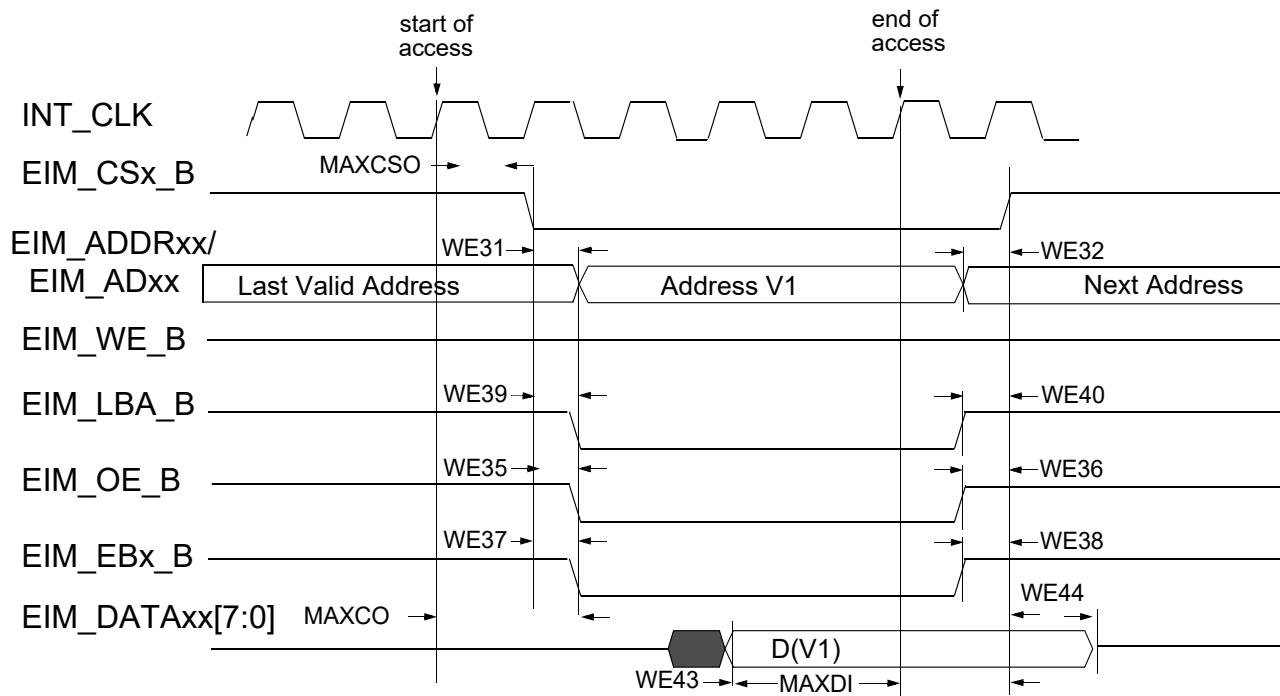 start of
access
end of
access
INT_CLK
MAXCSO
EIM_CSx_B
EIM_ADDRxx/
EIM_ADxx
WE31
WE32
Last Valid Address
Address V1
Next Address
EIM_WE_B
EIM_LBA_B
WE39
WE40
EIM_OE_B
WE35
WE36
EIM_EBx_B
WE37
WE38
EIM_DATAxx[7:0]
MAXCO
WE44
D(V1)
WE43
MAXDI